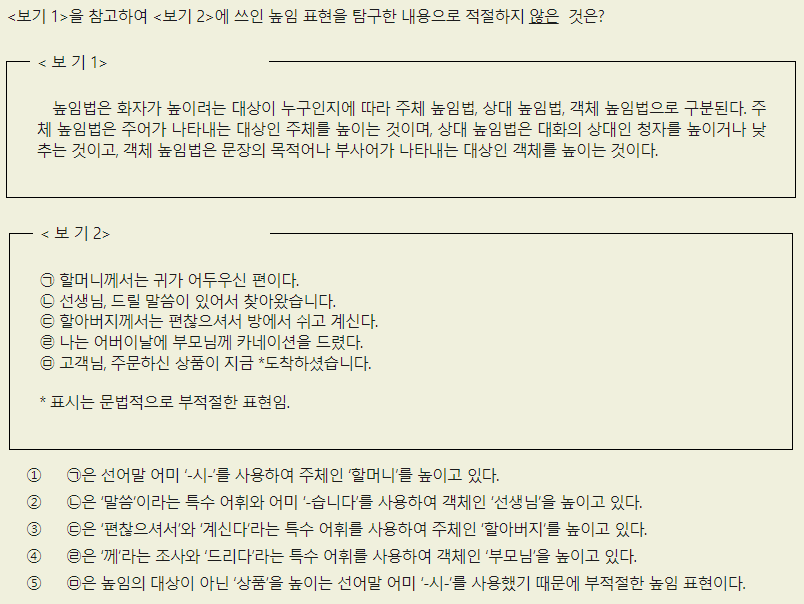 <보기 1>을 참고하여 <보기 2>에 쓰인 높임 표현을 탐구한 내용으로 적절하지 않은 것은?
< 보 기 1>
높임법은 화자가 높이려는 대상이 누구인지에 따라 주체 높임법, 상대 높임법, 객체 높임법으로 구분된다. 주
체 높임법은 주어가 나타내는 대상인 주체를 높이는 것이며, 상대 높임법은 대화의 상대인 청자를 높이거나 낮
추는 것이고, 객체 높임법은 문장의 목적어나 부사어가 나타내는 대상인 객체를 높이는 것이다.
< 보 기 2>
㉠ 할머니께서는 귀가 어두우신 편이다.
㉡ 선생님, 드릴 말씀이 있어서 찾아왔습니다.
㉢ 할아버지께서는 편찮으셔서 방에서 쉬고 계신다.
㉣ 나는 어버이날에 부모님께 카네이션을 드렸다.
㉤ 고객님, 주문하신 상품이 지금 *도착하셨습니다.
* 표시는 문법적으로 부적절한 표현임.
① ㉠은 선어말 어미 ‘-시-’를 사용하여 주체인 ‘할머니’를 높이고 있다.
② ㉡은 ‘말씀’이라는 특수 어휘와 어미 ‘-습니다’를 사용하여 객체인 ‘선생님’을 높이고 있다.
③ ㉢은 ‘편찮으셔서’와 ‘계신다’라는 특수 어휘를 사용하여 주체인 ‘할아버지’를 높이고 있다.
④ ㉣은 ‘께’라는 조사와 ‘드리다’라는 특수 어휘를 사용하여 객체인 ‘부모님’을 높이고 있다.
⑤ ㉤은 높임의 대상이 아닌 ‘상품’을 높이는 선어말 어미 ‘-시-’를 사용했기 때문에 부적절한 높임 표현이다.